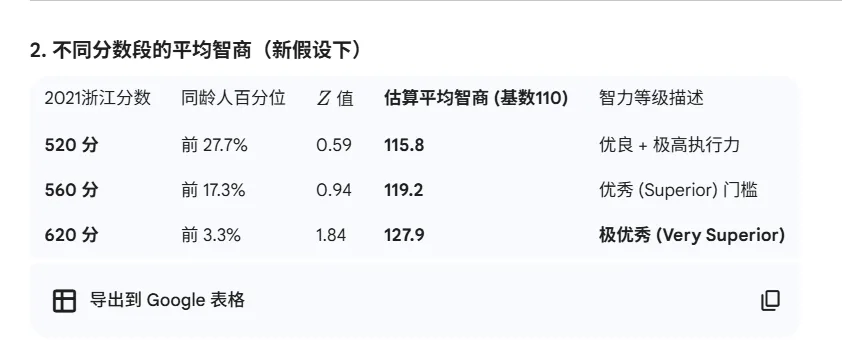 2. 不同分数段的平均智商（新假设下）
2021浙江分数 同龄人百分位 Z 值 估算平均智商 (基数110) 智力等级描述
520 分 前 27.7% 0.59 115.8 优良 + 极高执行力
560 分 前 17.3% 0.94 119.2 优秀 (Superior) 门槛
620 分 前 3.3% 1.84 127.9 极优秀 (Very Superior)
导出到 Google 表格